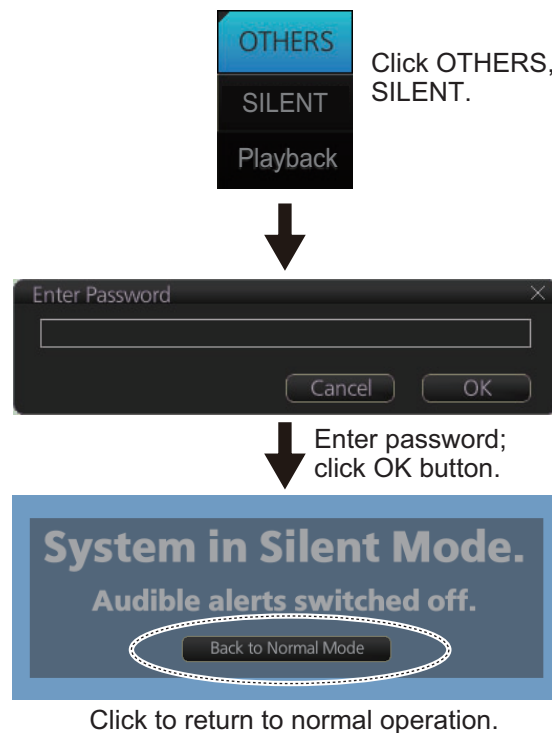 OTHERS
Click OTHERS,
SILENT.
SILENT
Playback
Enter Password
Cancel
OK
Enter password;
click OK button.
System in Silent Mode.
Audible alerts switched off.
Back to Normal Mode
Click to return to normal operation.